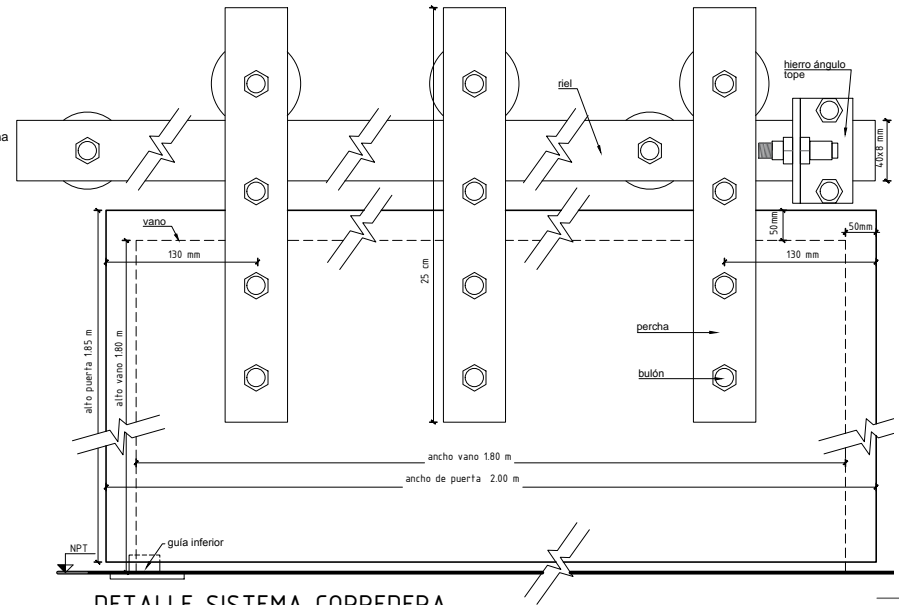 hierro ángulo
tope
riel
40x8 mm
vano
50mm
50mm
130 mm
130 mm
25 cm
alto puerta 1.85 m
alto vano 1.80 m
percha
bulón
ancho vano 1.80 m
ancho de puerta 2.00 m
NPT
guía inferior
DETALLE SISTEMA CORREDERA